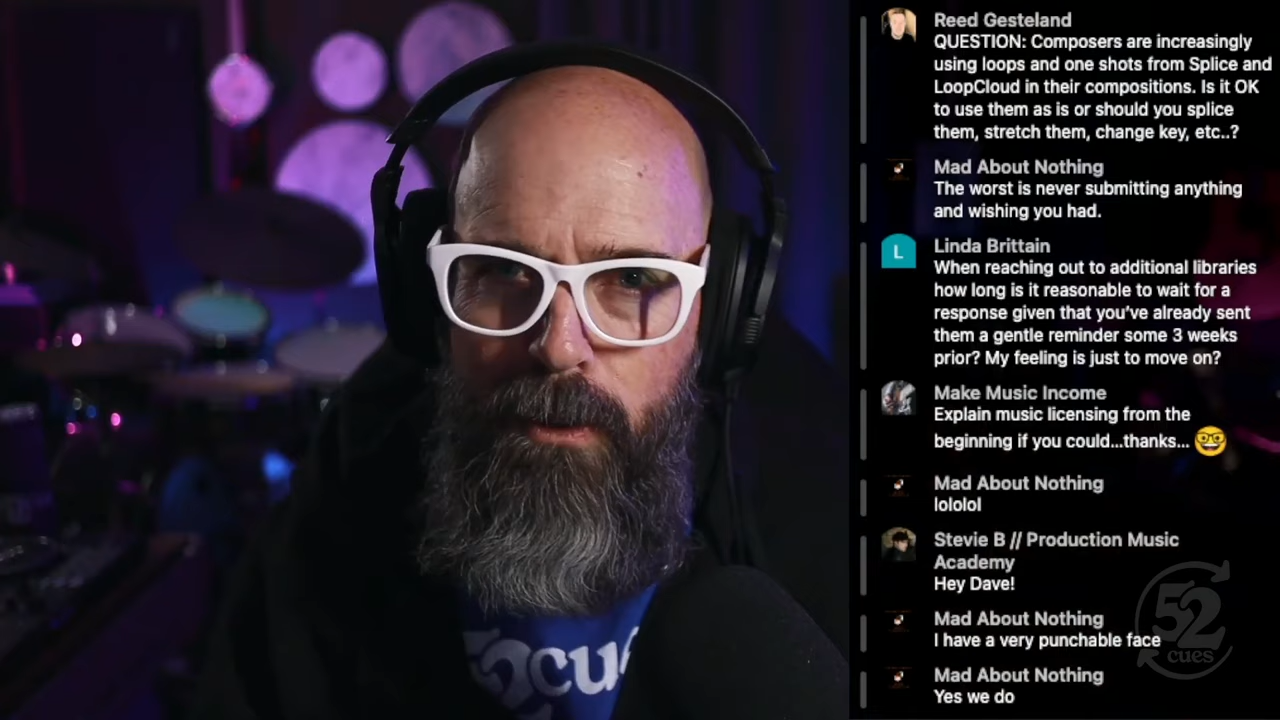 Reed Gesteland
QUESTION: Composers are increasingly
using loops and one shots from Splice and
LoopCloud in their compositions. Is it OK
to use them as is or should you splice
them, stretch them, change key, etc..?
Mad About Nothing
The worst is never submitting anything
and wishing you had.
L
Linda Brittain
When reaching out to additional libraries
how long is it reasonable to wait for a
response given that you've already sent
them a gentle reminder some 3 weeks
prior? My feeling is just to move on?
Make Music Income
Explain music licensing from the
beginning if you could...thanks...
Mad About Nothing
lololol
Stevie B // Production Music
Academy
Hey Dave!
Mad About Nothing
I have a very punchable face
Mad About Nothing
Yes we do
52
cues
52cues